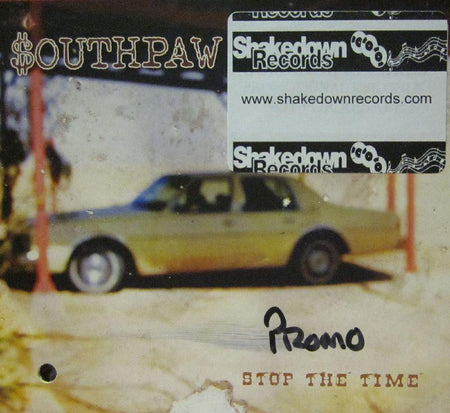 $OUTHPAW
Records
Shakedown
Records
www.shakedownrecords.com
Shakedown
Records
Promo
STOP THE TIME